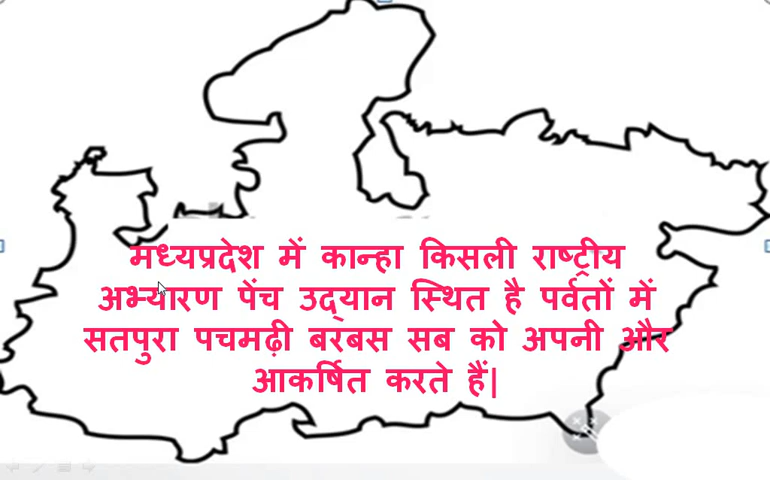 मध्यप्रदेश में कान्हा किसली राष्ट्रीय
अभ्यारण पेंच उद्यान स्थित है पर्वतों में
सतपुरा पचमढ़ी बरबस सब को अपनी और
आकर्षित करते हैं|